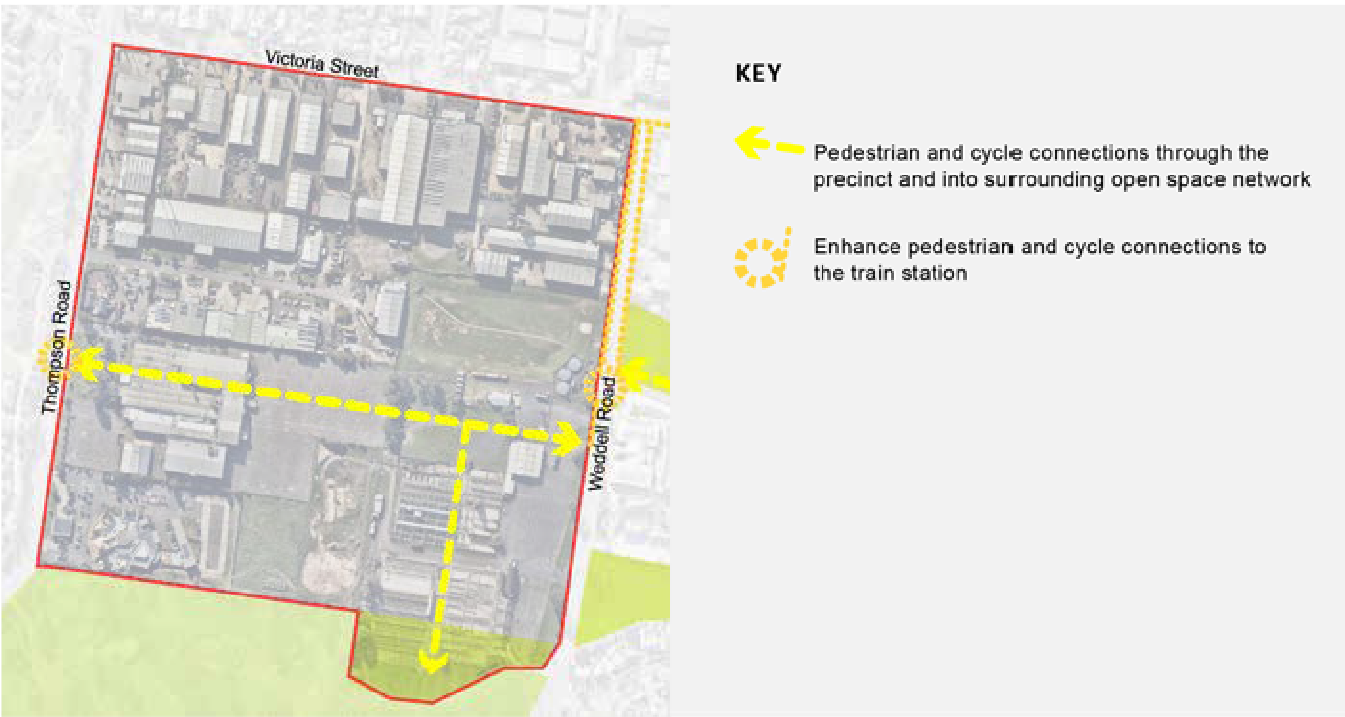 Victoria Street
Thompson Road
Weddell Road
KEY
Pedestrian and cycle connections through the
precinct and into surrounding open space network
Enhance pedestrian and cycle connections to
the train station